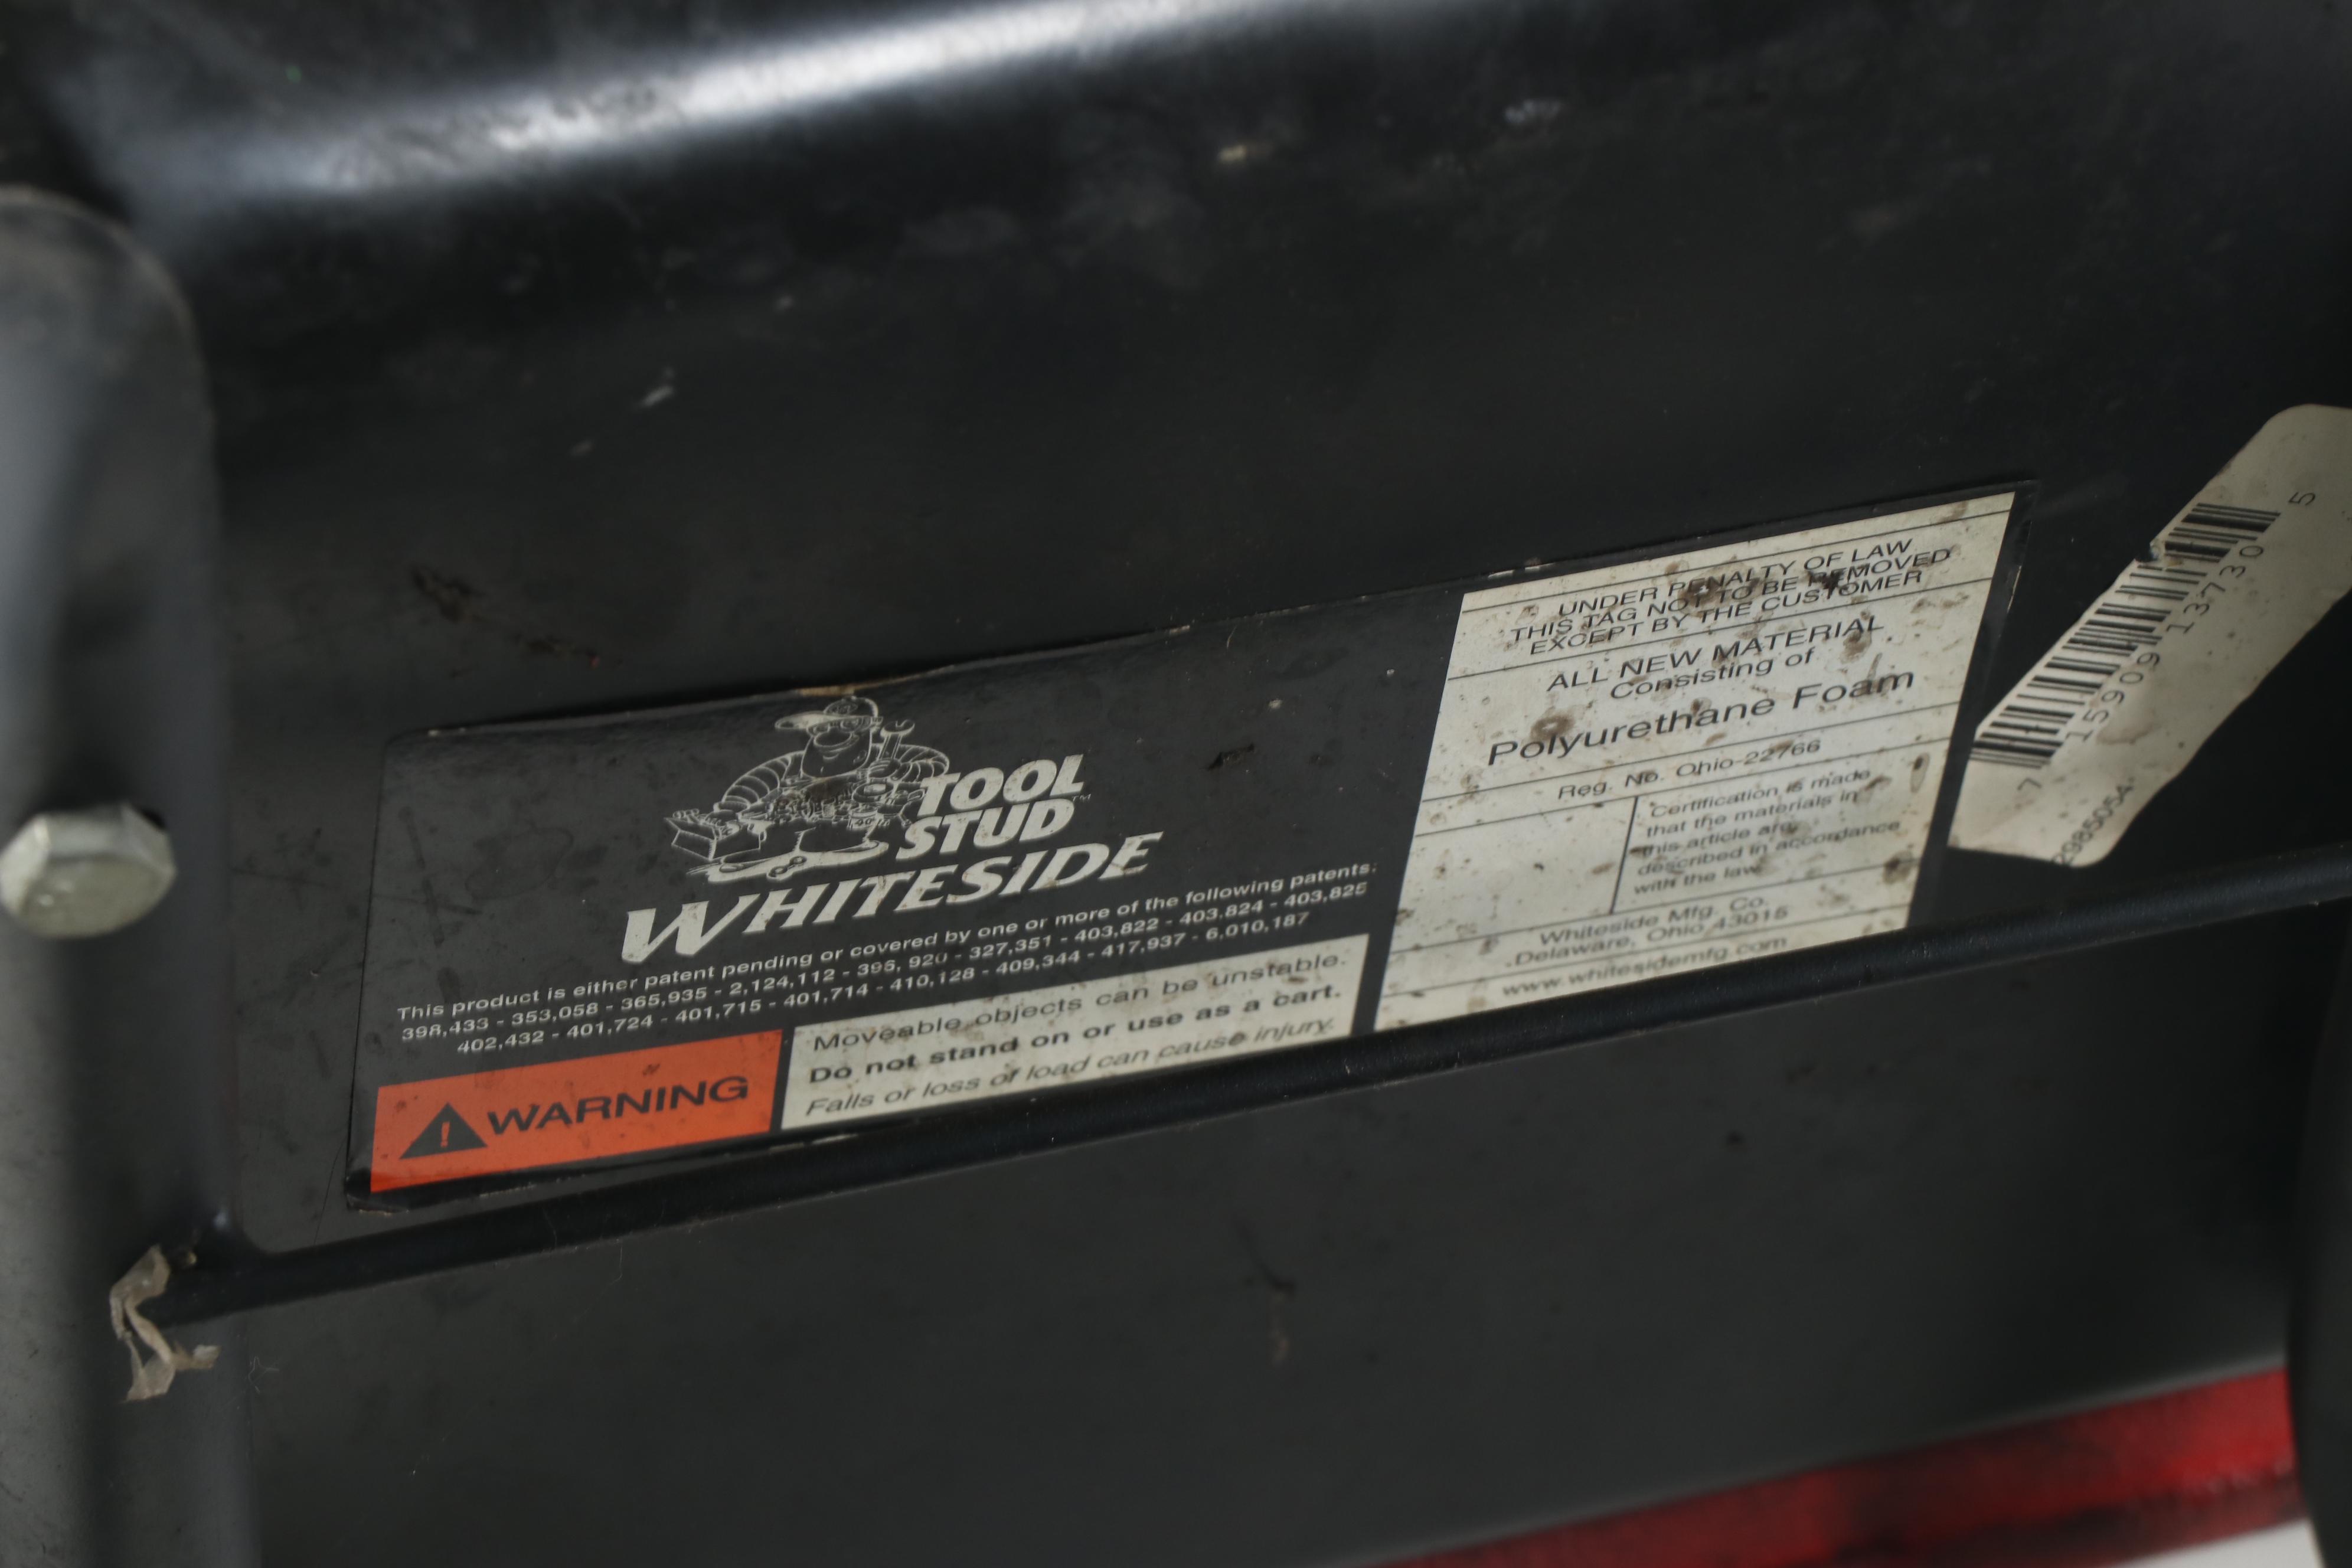 TOOL
STUD™
WHITESIDE
This product is either patent pending or covered by one or more of the following patents:
398,433 - 353,058 - 365,935 - 2,124,112 - 395, 920 - 327,351 - 403,822 - 403,824 - 403,825
402,432 - 401,724 - 401,715 - 401,714 - 410,128 - 409,344 - 417,937 - 6,010,187
WARNING
Moveable objects can be unstable.
Do not stand on or use as a cart.
Falls or loss of load can cause injury.
UNDER PENALTY OF LAW
THIS TAG NOT TO BE REMOVED
EXCEPT BY THE CUSTOMER
ALL NEW MATERIAL
Consisting of
Polyurethane Foam
Reg. No. Ohio 22766
Certification is made
that the materials in
this article are
described in accordance
with the law
Whiteside Mfg. Co.
Delaware, Ohio 43015
www.whitesidemfg.com
7 15909 13730 5
2985054